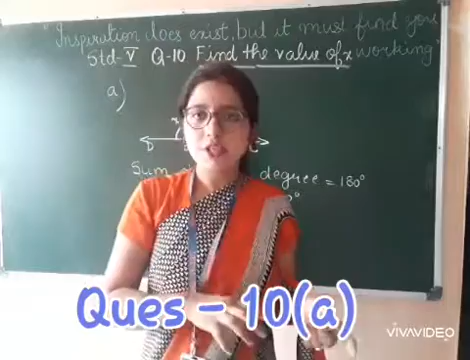 "Inspiration does exist, but it must find you working"
Std-V Q-10 Find the value of x
a)
x
D C
Sum degree = 180°
Ques - 10(a)
VIVAVIDEO